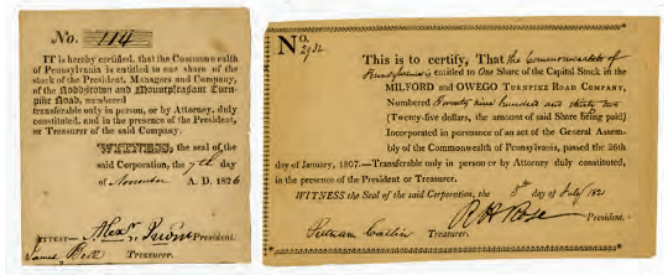 No. 114
IT is hereby certified, that the Commonwealth
of Pennsylvania is entitled to one share of the
stock of the President, Managers and Company,
of the Robbstown and Mountpleasant Turn-
pike Road, numbered
transferable only in person, or by Attorney, duly
constituted, and in the presence of the President,
or Treasurer of the said Company.
WITNESS, the seal of the
said Corporation, the 7th day
of November A. D. 1826
ATTEST— President.
James Bell Treasurer.
No.
2932
This is to certify, That the Commonwealth of
Pennsylvania is entitled to One Share of the Capital Stock in the
MILFORD and OWEGO TURNPIKE ROAD COMPANY,
Numbered Twenty nine hundred and thirty two
(Twenty-five dollars, the amount of said Share being paid)
Incorporated in pursuance of an act of the General Assem-
bly of the Commonwealth of Pennsylvania, passed the 26th
day of January, 1807.—Transferable only in person or by Attorney duly constituted,
in the presence of the President or Treasurer.
WITNESS the Seal of the said Corporation, the 8th day of July 1821
R H Rose President.
Putnam Catlin Treasurer.